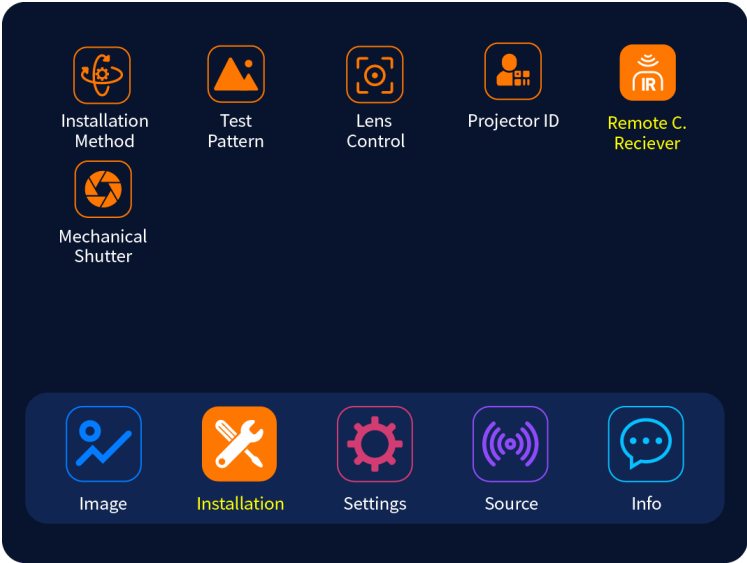 Installation
Method
Test
Pattern
Lens
Control
Projector ID
IR
Remote C.
Reciever
Mechanical
Shutter
Image
Installation
Settings
Source
Info